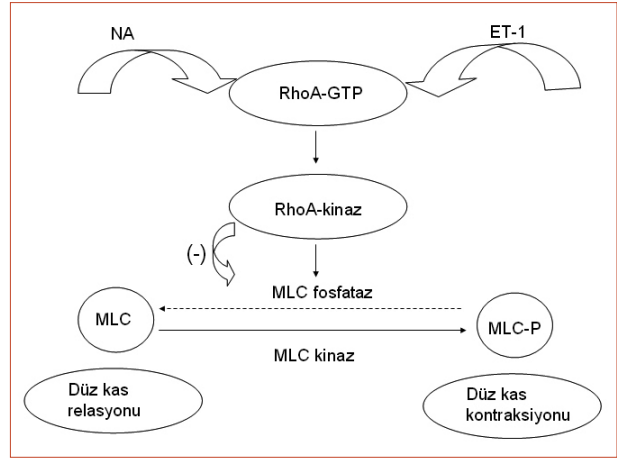 NA
ET-1
RhoA-GTP
RhoA-kinaz
(-)
MLC fosfataz
MLC
MLC-P
MLC kinaz
Düz kas
relasyonu
Düz kas
kontraksiyonu